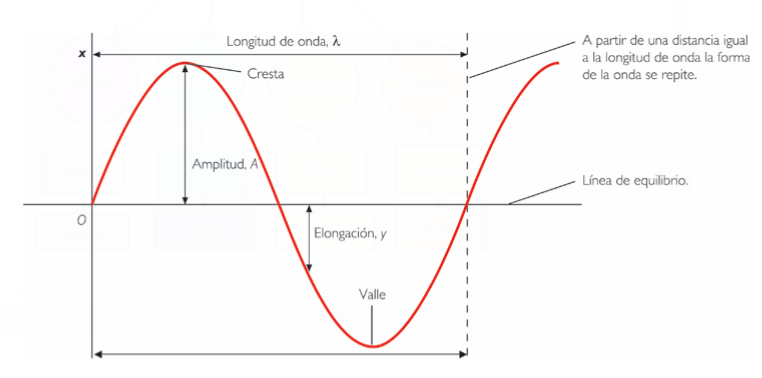 Longitud de onda, λ
x
Cresta
A partir de una distancia igual
a la longitud de onda la forma
de la onda se repite.
Amplitud, A
Línea de equilibrio.
O
Elongación, y
Valle